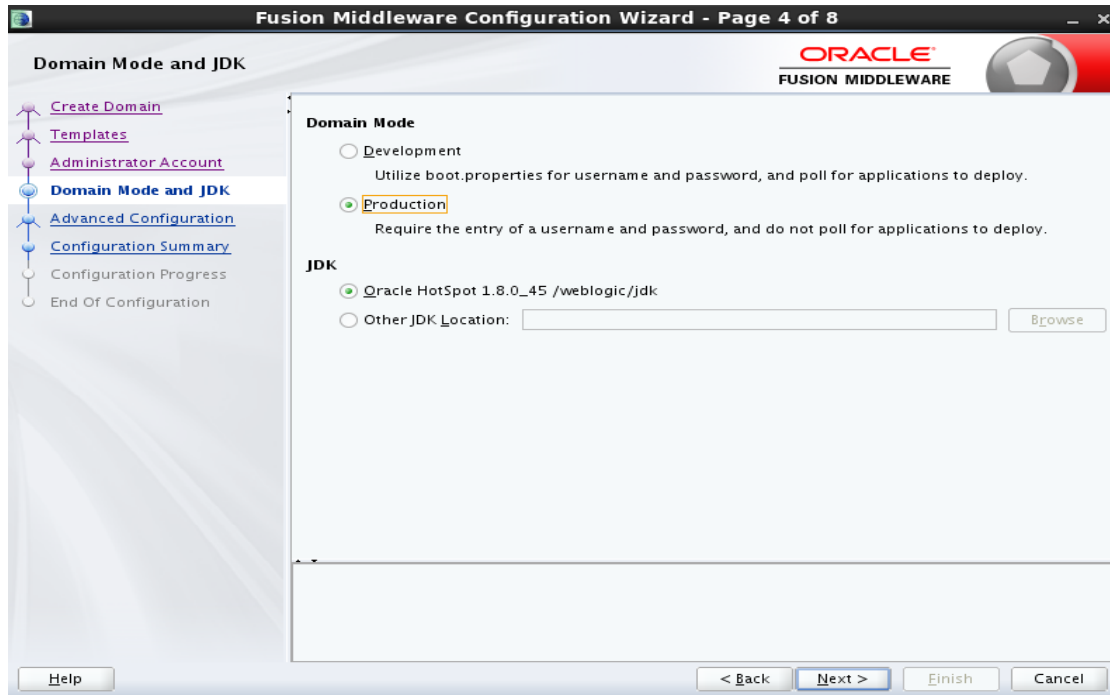 Fusion Middleware Configuration Wizard - Page 4 of 8
Domain Mode and JDK
ORACLE
FUSION MIDDLEWARE
Create Domain
Templates
Administrator Account
Domain Mode and JDK
Advanced Configuration
Configuration Summary
Configuration Progress
End Of Configuration
Domain Mode
Development
Utilize boot.properties for username and password, and poll for applications to deploy.
Production
Require the entry of a username and password, and do not poll for applications to deploy.
JDK
Oracle HotSpot 1.8.0_45 /weblogic/jdk
Other JDK Location:
Browse
Help
< Back
Next >
Finish
Cancel